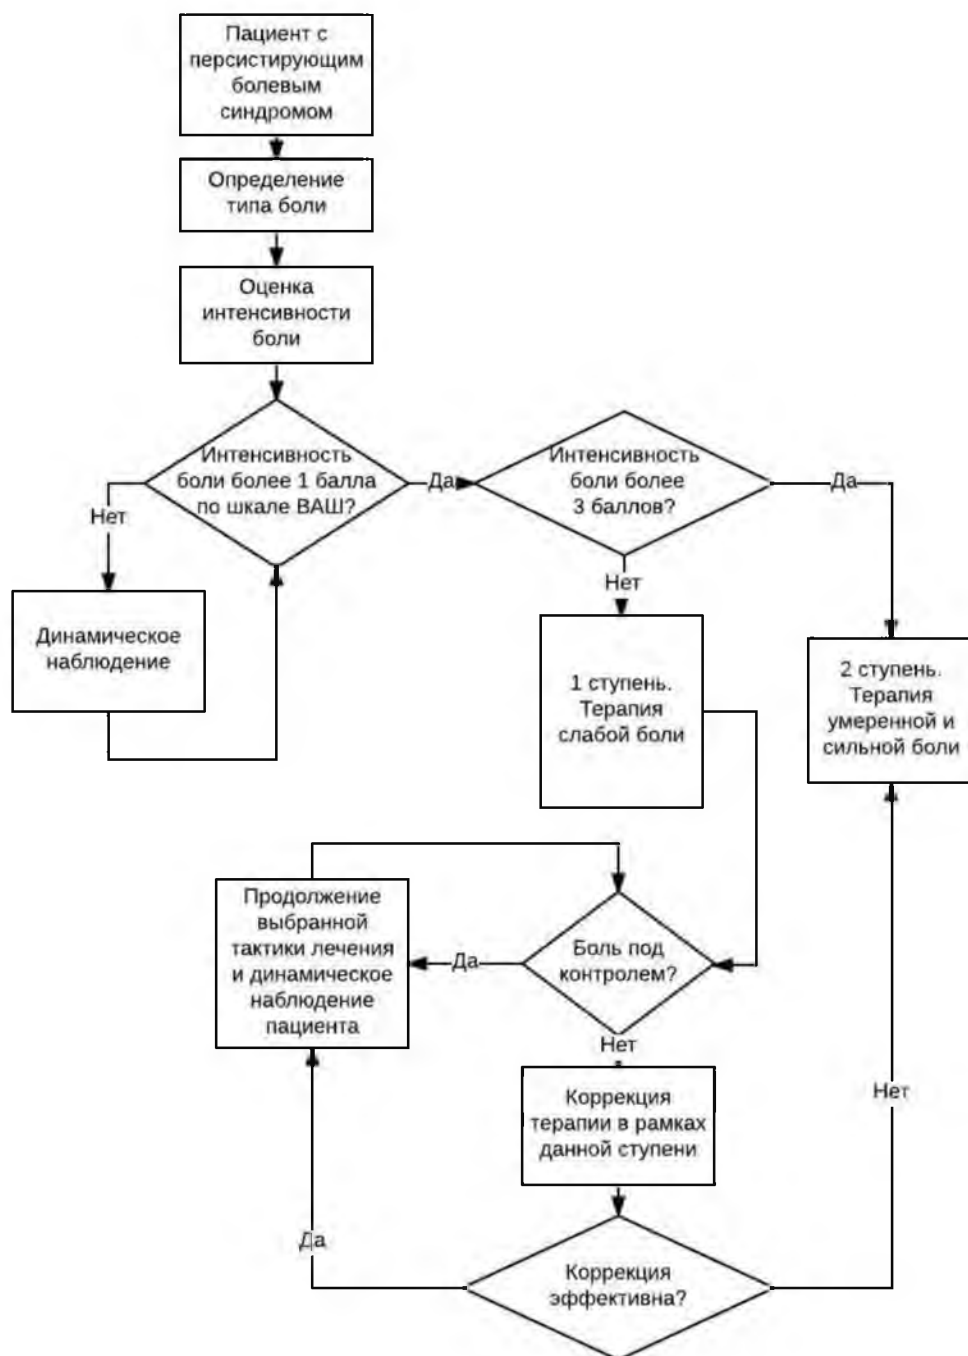 Пациент с
персистирующим
болевым
синдромом
Определение
типа боли
Оценка
интенсивности
боли
Интенсивность
боли более 1 балла
по шкале ВАШ?
Да
Интенсивность
боли более
3 баллов?
Да
Нет
Нет
Динамическое
наблюдение
1 ступень.
Терапия
слабой боли
2 ступень.
Терапия
умеренной и
сильной боли
Продолжение
выбранной
тактики лечения
и динамическое
наблюдение
пациента
Да
Боль под
контролем?
Нет
Коррекция
терапии в рамках
данной ступени
Нет
Да
Коррекция
эффективна?